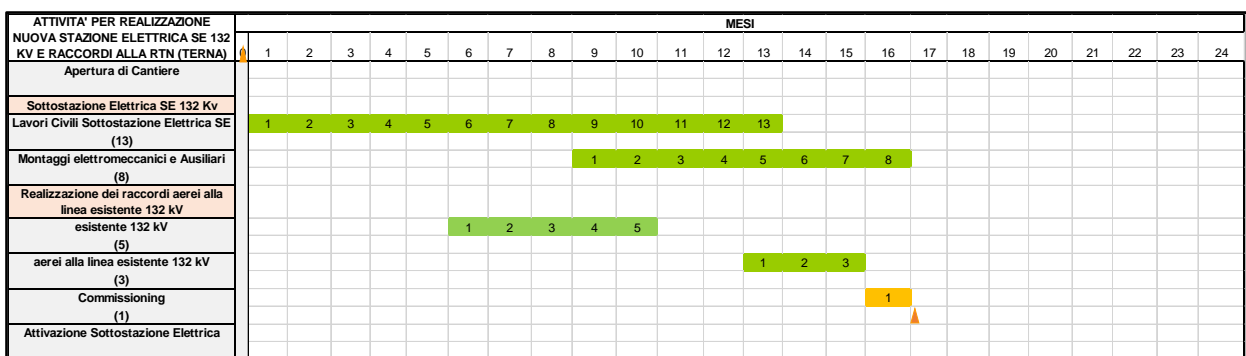 ATTIVITA' PER REALIZZAZIONE
NUOVA STAZIONE ELETTRICA SE 132
KV E RACCORDI ALLA RTN (TERNA)
MESI
0 1 2 3 4 5 6 7 8 9 10 11 12 13 14 15 16 17 18 19 20 21 22 23 24
Apertura di Cantiere
Sottostazione Elettrica SE 132 Kv
Lavori Civili Sottostazione Elettrica SE
(13)
1 2 3 4 5 6 7 8 9 10 11 12 13
Montaggi elettromeccanici e Ausiliari
(8)
1 2 3 4 5 6 7 8
Realizzazione dei raccordi aerei alla
linea esistente 132 kV
esistente 132 kV
(5)
1 2 3 4 5
aerei alla linea esistente 132 kV
(3)
1 2 3
Commissioning
(1)
1
Attivazione Sottostazione Elettrica